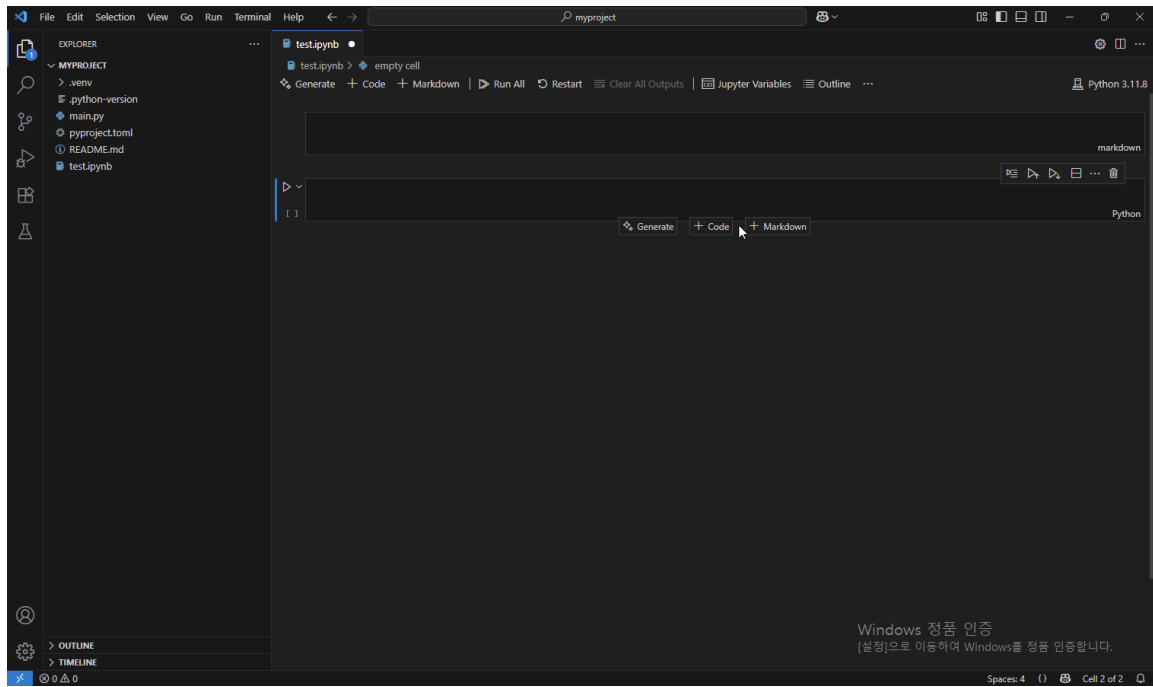 File Edit Selection View Go Run Terminal Help myproject
EXPLORER
MYPROJECT
.venv
.python-version
main.py
pyproject.toml
README.md
test.ipynb
OUTLINE
TIMELINE
test.ipynb
test.ipynb > empty cell
Generate + Code + Markdown | Run All Restart Clear All Outputs | Jupyter Variables Outline ...
Python 3.11.8
markdown
[ ]
Python
Generate + Code + Markdown
Windows 정품 인증
[설정]으로 이동하여 Windows를 정품 인증합니다.
1
0 0
Spaces: 4 {} Cell 2 of 2